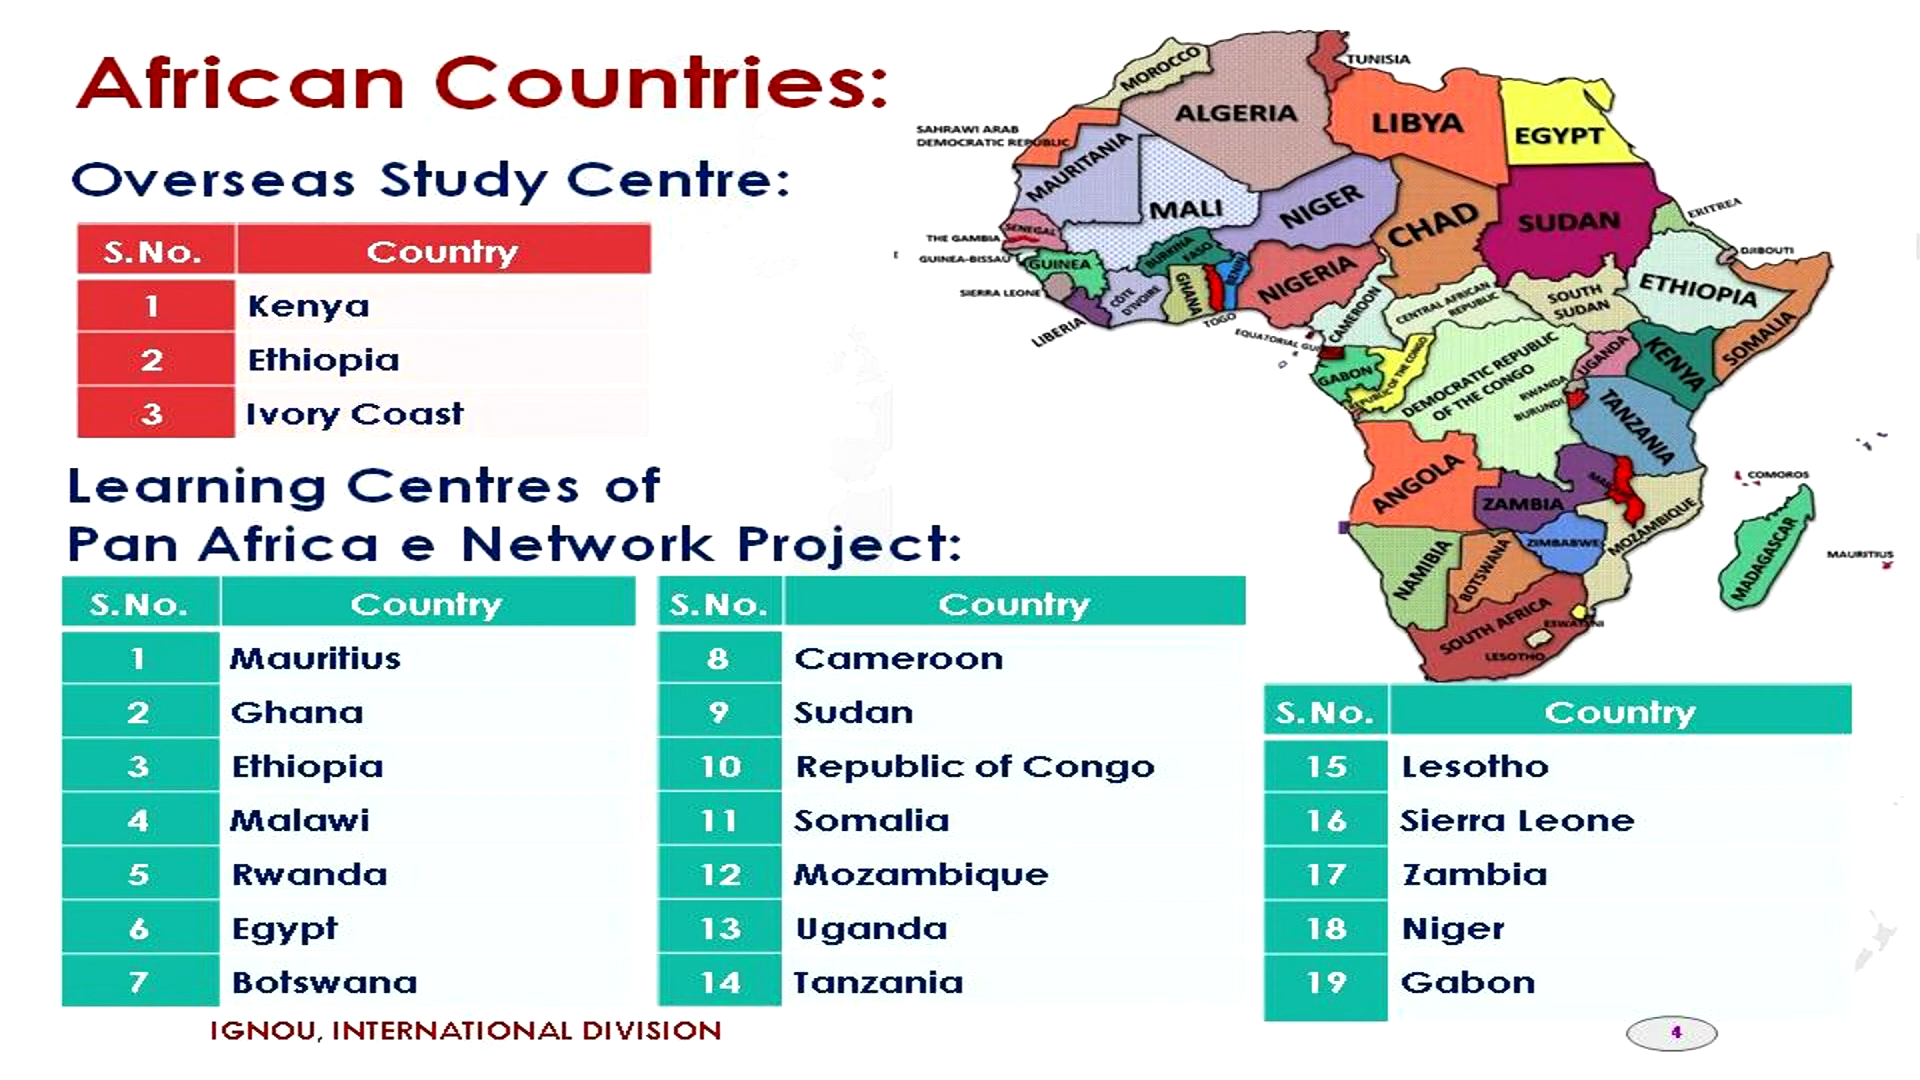 African Countries:
Overseas Study Centre:
S.No. Country
1 Kenya
2 Ethiopia
3 Ivory Coast
Learning Centres of
Pan Africa e Network Project:
S.No. Country
1 Mauritius
2 Ghana
3 Ethiopia
4 Malawi
5 Rwanda
6 Egypt
7 Botswana
S.No. Country
8 Cameroon
9 Sudan
10 Republic of Congo
11 Somalia
12 Mozambique
13 Uganda
14 Tanzania
S.No. Country
15 Lesotho
16 Sierra Leone
17 Zambia
18 Niger
19 Gabon
MOROCCO
TUNISIA
ALGERIA
LIBYA
EGYPT
SAHRAWI ARAB
DEMOCRATIC REPUBLIC
MAURITANIA
MALI
NIGER
CHAD
SUDAN
ERITREA
SENEGAL
THE GAMBIA
GUINEA-BISSAU
GUINEA
BURKINA
FASO
BENIN
NIGERIA
DJIBOUTI
ETHIOPIA
SIERRA LEONE
CÔTE
D'IVOIRE
GHANA
TOGO
LIBERIA
CAMEROON
CENTRAL AFRICAN
REPUBLIC
SOUTH
SUDAN
SOMALIA
EQUATORIAL
GABON
REPUBLIC OF THE CONGO
DEMOCRATIC REPUBLIC
OF THE CONGO
UGANDA
KENYA
RWANDA
BURUNDI
TANZANIA
ANGOLA
ZAMBIA
COMOROS
MOZAMBIQUE
ZIMBABWE
MADAGASCAR
MAURITIUS
NAMIBIA
BOTSWANA
SOUTH AFRICA
ESWATINI
LESOTHO
IGNOU, INTERNATIONAL DIVISION
4